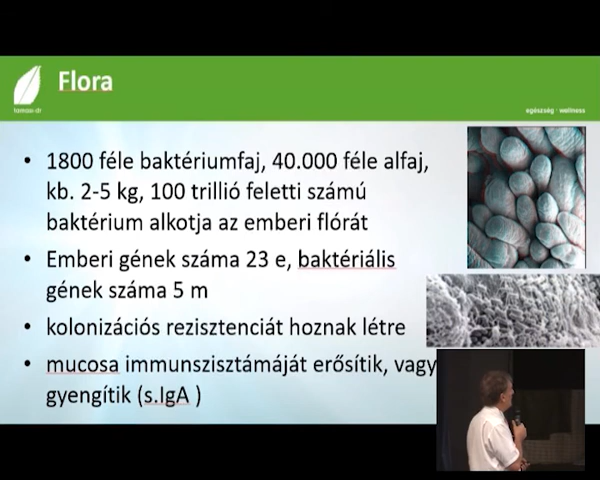 Flora
tamasi·dr
egészség · wellness
• 1800 féle baktériumfaj, 40.000 féle alfaj,
kb. 2-5 kg, 100 trillió feletti számú
baktérium alkotja az emberi flórát
• Emberi gének száma 23 e, baktériális
gének száma 5 m
• kolonizációs rezisztenciát hoznak létre
• mucosa immunszisztámáját erősítik, vagy
gyengítik (s.IgA )